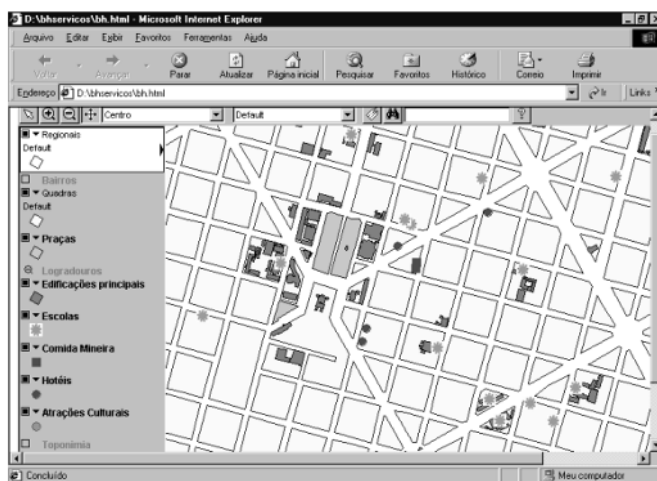 D:\bhservicos\bh.html - Microsoft Internet Explorer
Arquivo Editar Exibir Favoritos Ferramentas Ajuda
Voltar Avançar Parar Atualizar Página inicial Pesquisar Favoritos Histórico Correio Imprimir
Endereço D:\bhservicos\bh.html Ir Links »
Centro Default
Regionais
Default
Bairros
Quadras
Default
Praças
Logradouros
Edificações principais
Escolas
Comida Mineira
Hotéis
Atrações Culturais
Toponimia
Concluído Meu computador